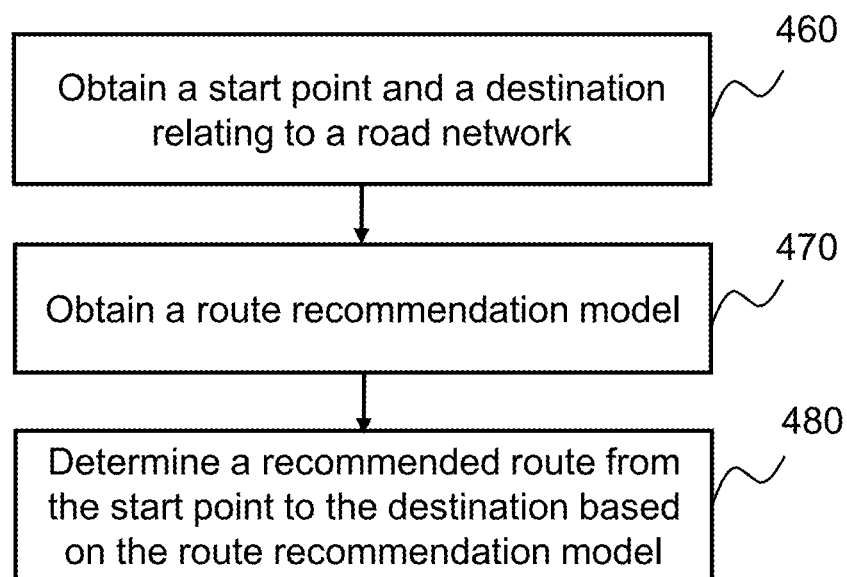 460
Obtain a start point and a destination
relating to a road network
470
Obtain a route recommendation model
480
Determine a recommended route from
the start point to the destination based
on the route recommendation model